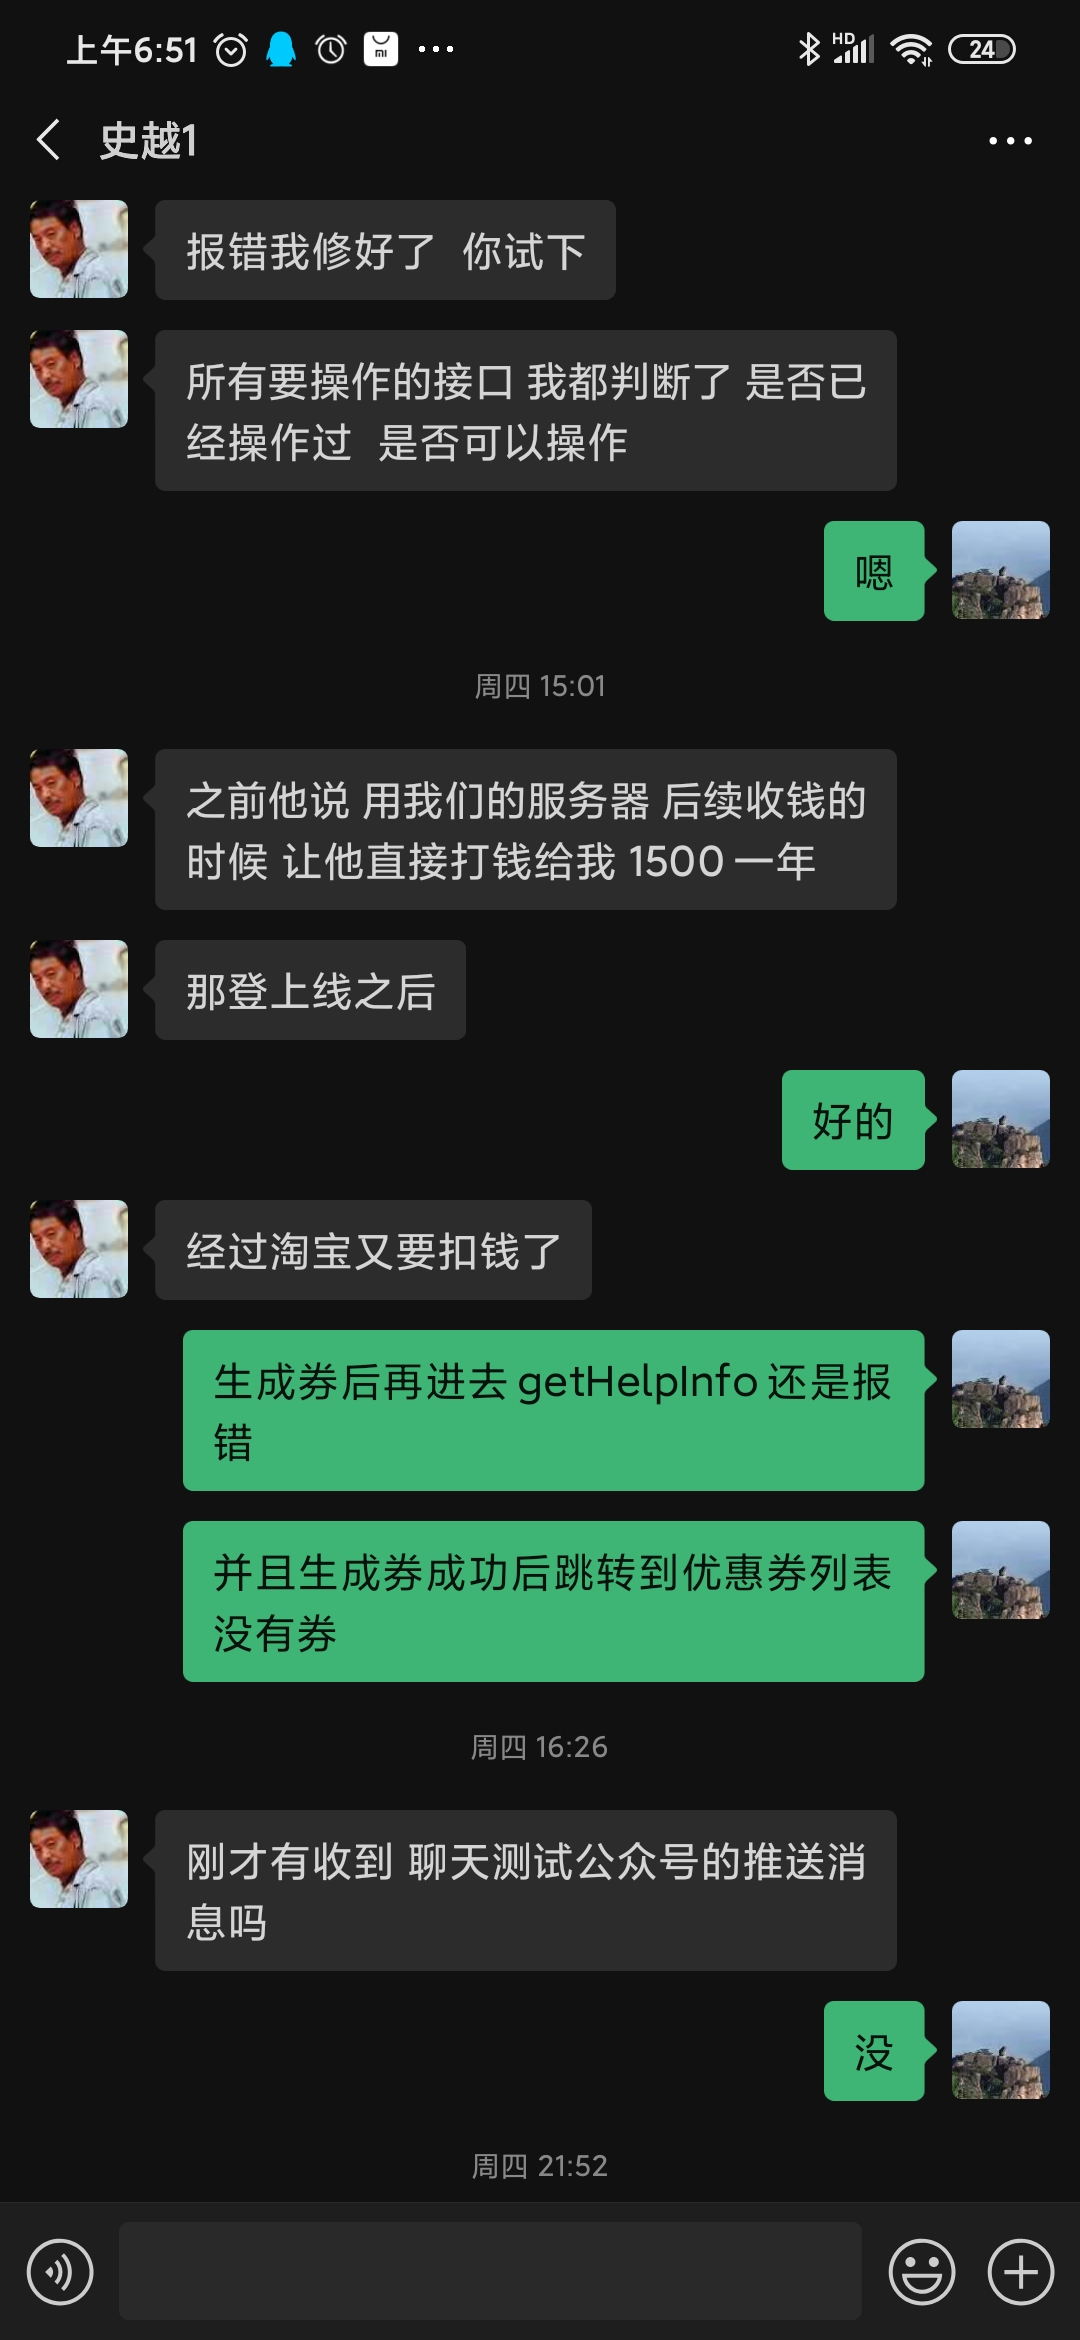 上午6:51
HD
24
史越1
报错我修好了 你试下
所有要操作的接口 我都判断了 是否已
经操作过 是否可以操作
嗯
周四 15:01
之前他说 用我们的服务器 后续收钱的
时候 让他直接打钱给我 1500 一年
那登上线之后
好的
经过淘宝又要扣钱了
生成券后再进去 getHelpInfo 还是报
错
并且生成券成功后跳转到优惠券列表
没有券
周四 16:26
刚才有收到 聊天测试公众号的推送消
息吗
没
周四 21:52